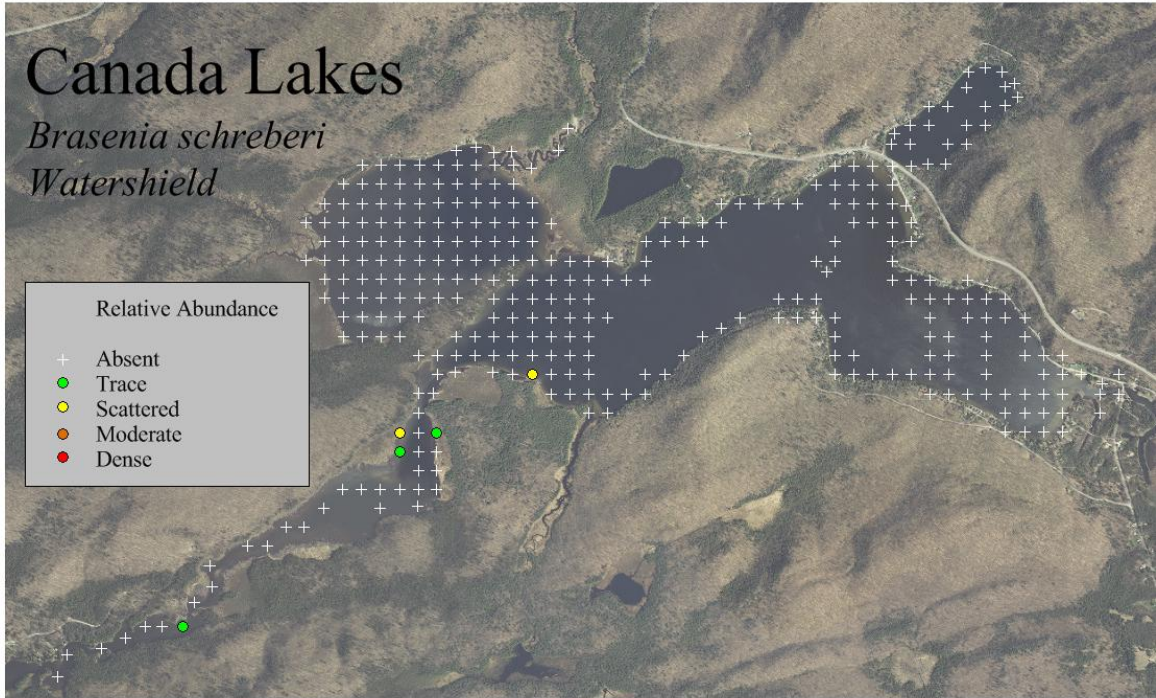 Canada Lakes
Brasenia schreberi
Watershield
Relative Abundance
Absent
Trace
Scattered
Moderate
Dense